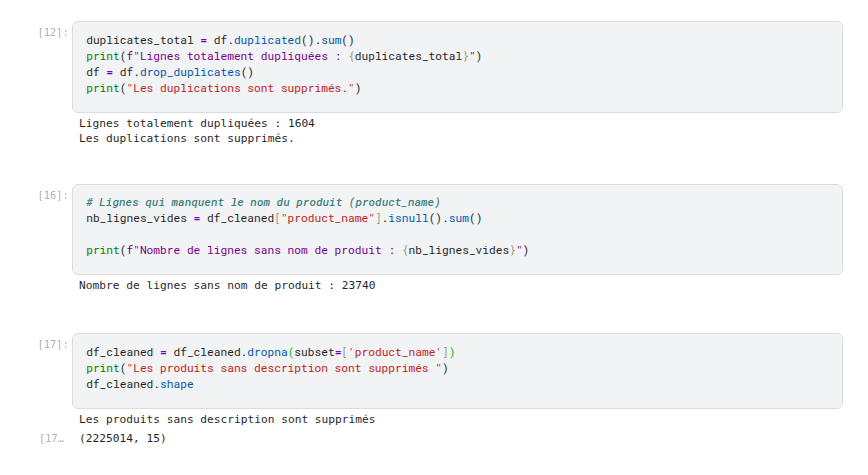 [12]:
duplicates_total = df.duplicated().sum()
print(f"Lignes totalement dupliquées : {duplicates_total}")
df = df.drop_duplicates()
print("Les duplications sont supprimés.")
Lignes totalement dupliquées : 1604
Les duplications sont supprimés.
[16]:
# Lignes qui manquent le nom du produit (product_name)
nb_lignes_vides = df_cleaned["product_name"].isnull().sum()
print(f"Nombre de lignes sans nom de produit : {nb_lignes_vides}")
Nombre de lignes sans nom de produit : 23740
[17]:
df_cleaned = df_cleaned.dropna(subset=['product_name'])
print("Les produits sans description sont supprimés ")
df_cleaned.shape
Les produits sans description sont supprimés
[17… (2225014, 15)